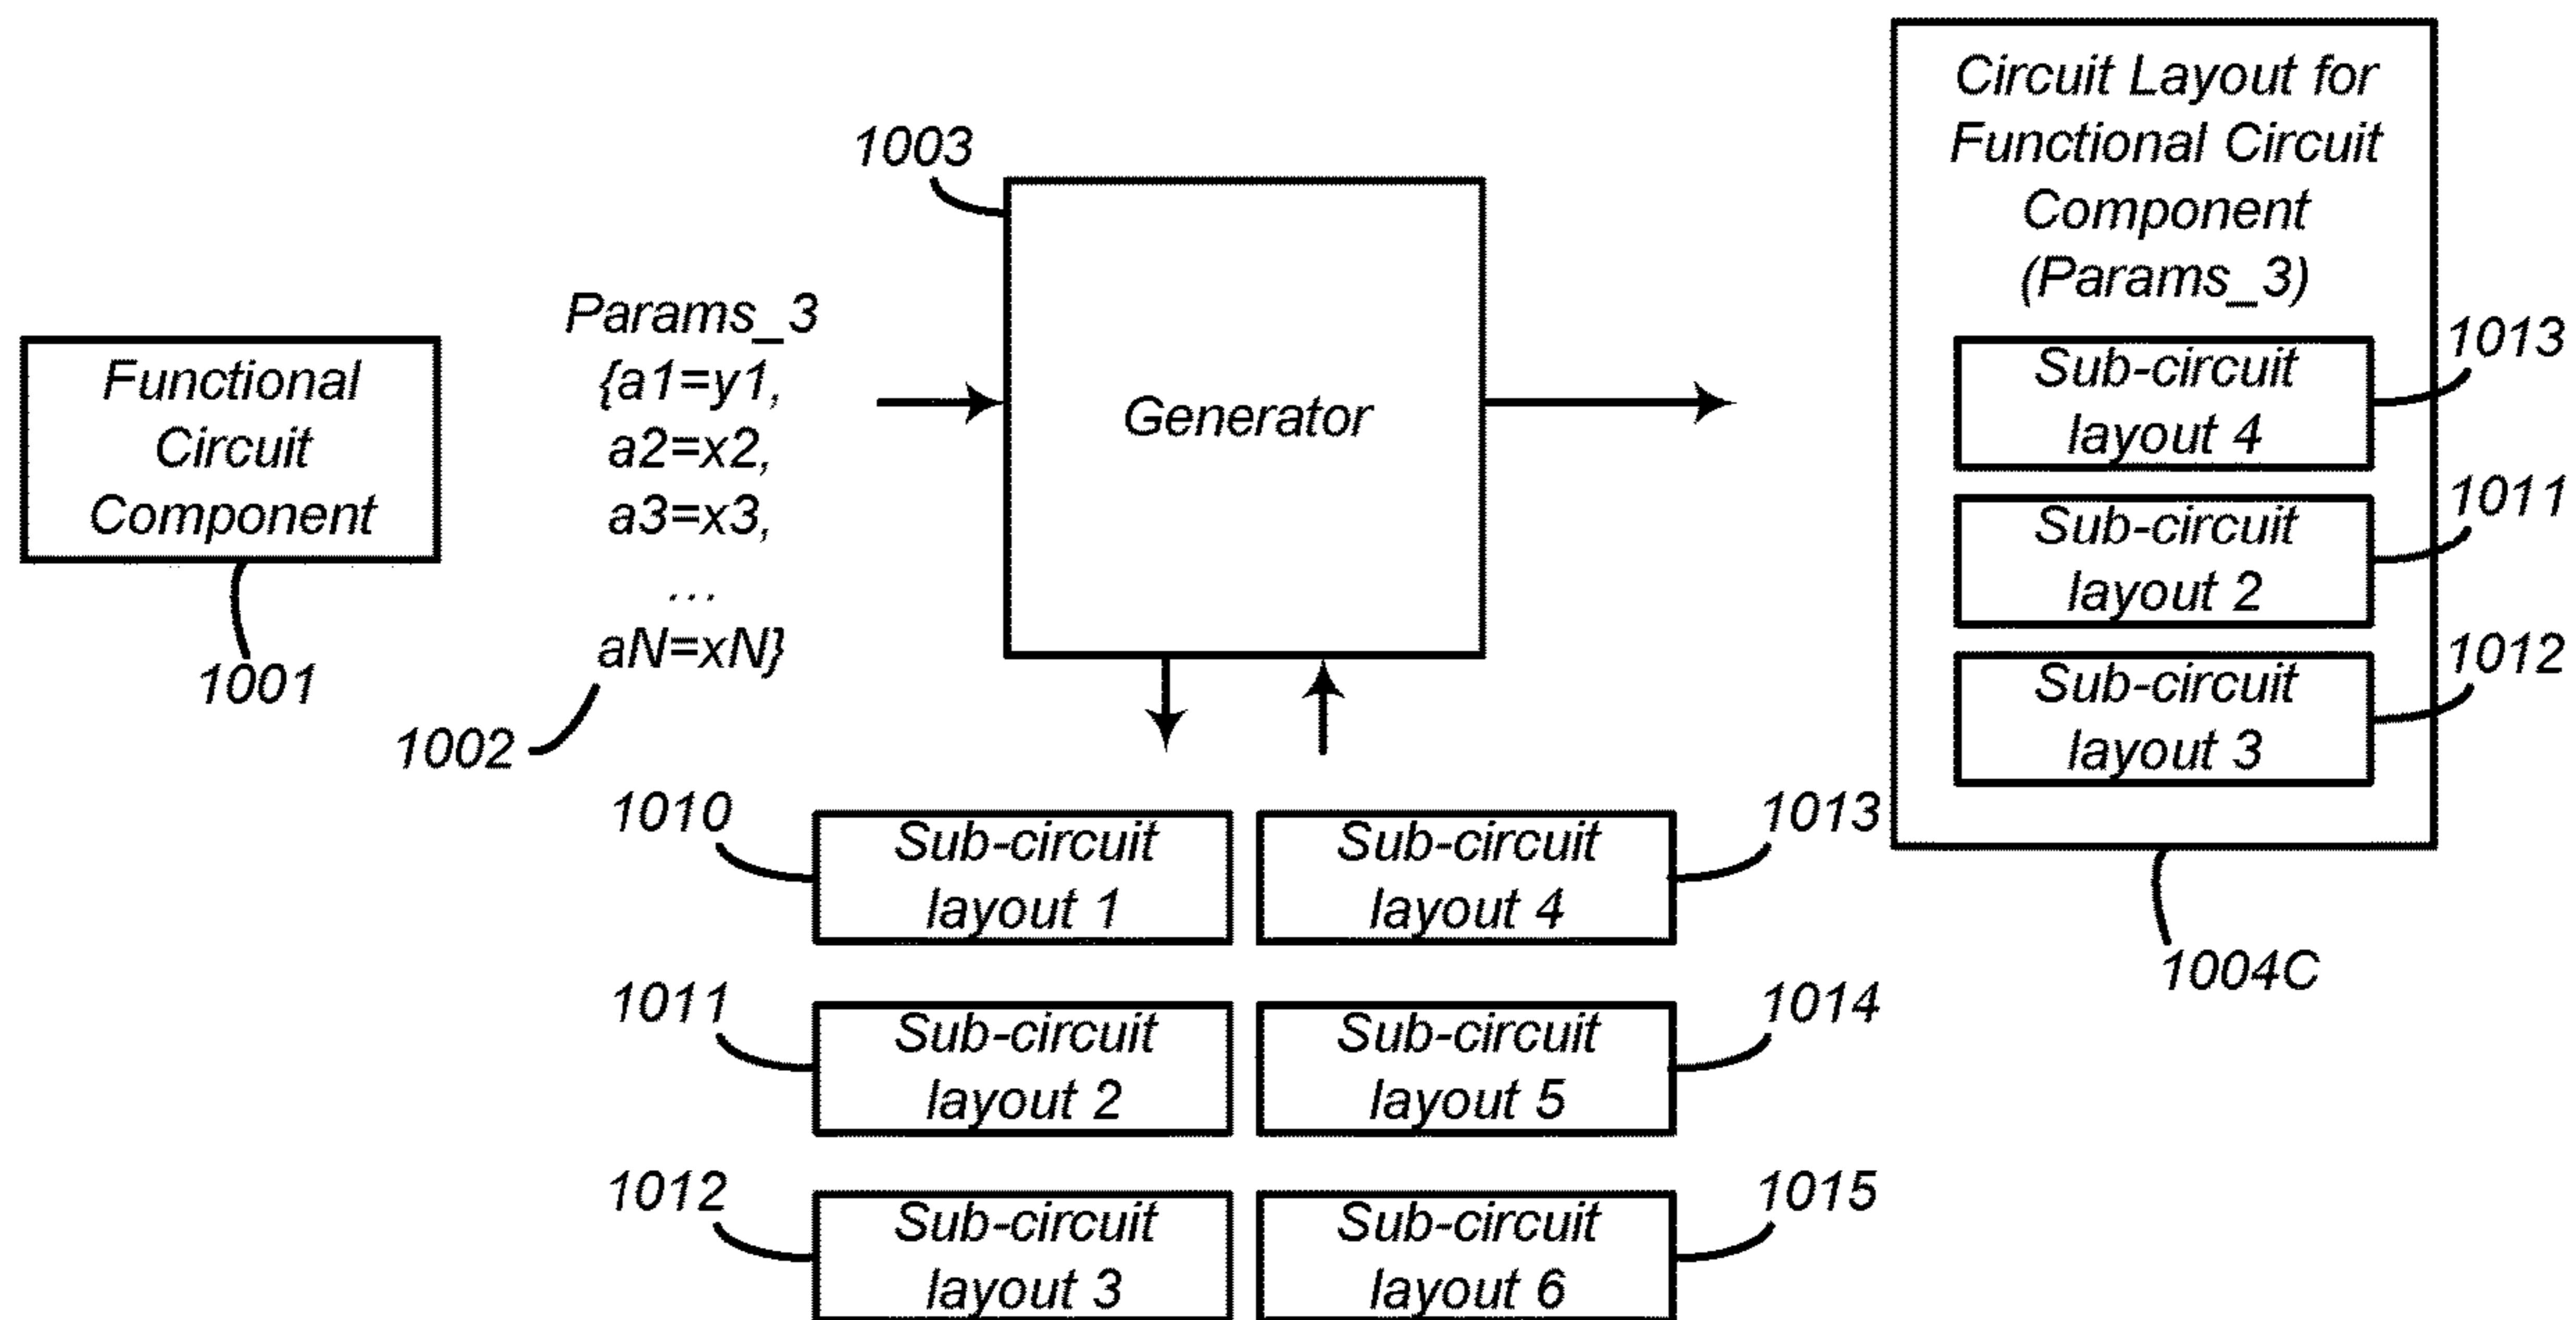 Functional
Circuit
Component
1001
Params_3
{a1=y1,
a2=x2,
a3=x3,
...
aN=xN}
1002
1003
Generator
Circuit Layout for
Functional Circuit
Component
(Params_3)
Sub-circuit
layout 4
1013
Sub-circuit
layout 2
1011
Sub-circuit
layout 3
1012
1004C
1010
Sub-circuit
layout 1
Sub-circuit
layout 4
1013
1011
Sub-circuit
layout 2
Sub-circuit
layout 5
1014
1012
Sub-circuit
layout 3
Sub-circuit
layout 6
1015